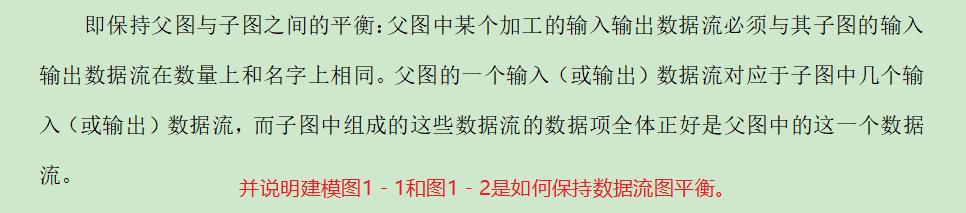 即保持父图与子图之间的平衡：父图中某个加工的输入输出数据流必须与其子图的输入
输出数据流在数量上和名字上相同。父图的一个输入（或输出）数据流对应于子图中几个输
入（或输出）数据流，而子图中组成的这些数据流的数据项全体正好是父图中的这一个数据
流。
并说明建模图1－1和图1－2是如何保持数据流图平衡。